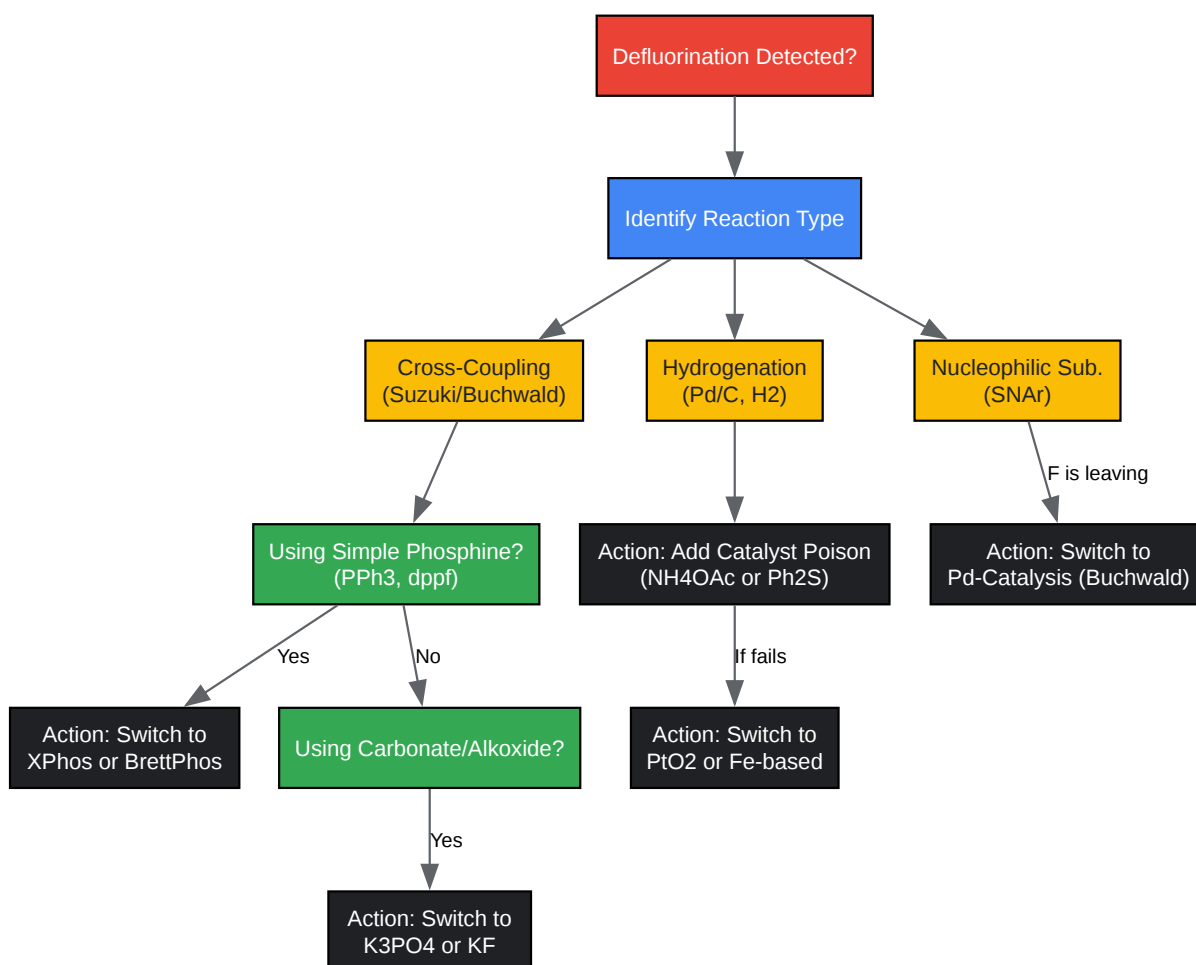 Defluorination Detected?
Identify Reaction Type
Cross-Coupling
(Suzuki/Buchwald)
Hydrogenation
(Pd/C, H2)
Nucleophilic Sub.
(SNAr)
F is leaving
Using Simple Phosphine?
(PPh3, dppf)
Action: Add Catalyst Poison
(NH4OAc or Ph2S)
Action: Switch to
Pd-Catalysis (Buchwald)
Yes
No
If fails
Action: Switch to
XPhos or BrettPhos
Using Carbonate/Alkoxide?
Action: Switch to
PtO2 or Fe-based
Yes
Action: Switch to
K3PO4 or KF